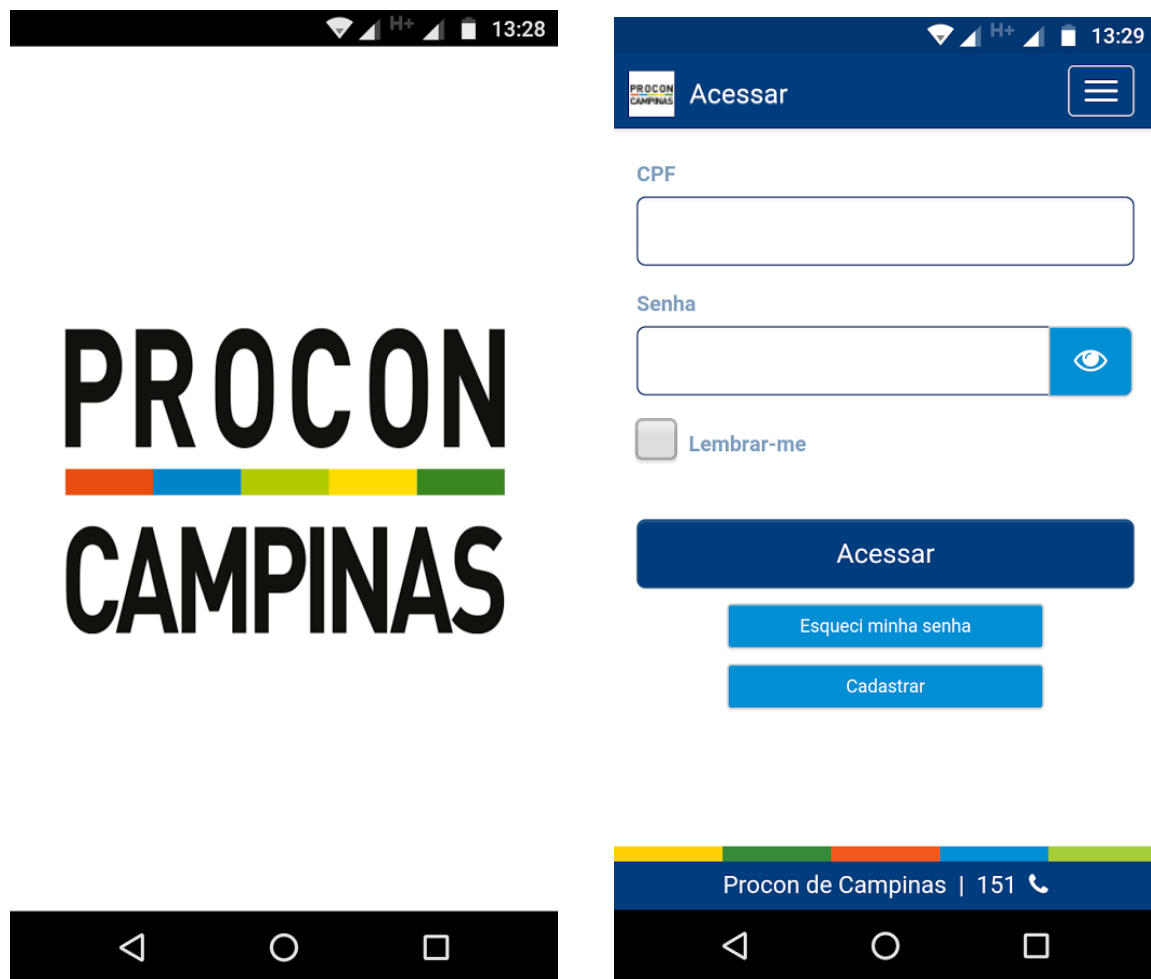 H+ 13:28
PROCON
CAMPINAS
H+ 13:29
PROCON
CAMPINAS
Acessar
CPF
Senha
Lembrar-me
Acessar
Esqueci minha senha
Cadastrar
Procon de Campinas | 151